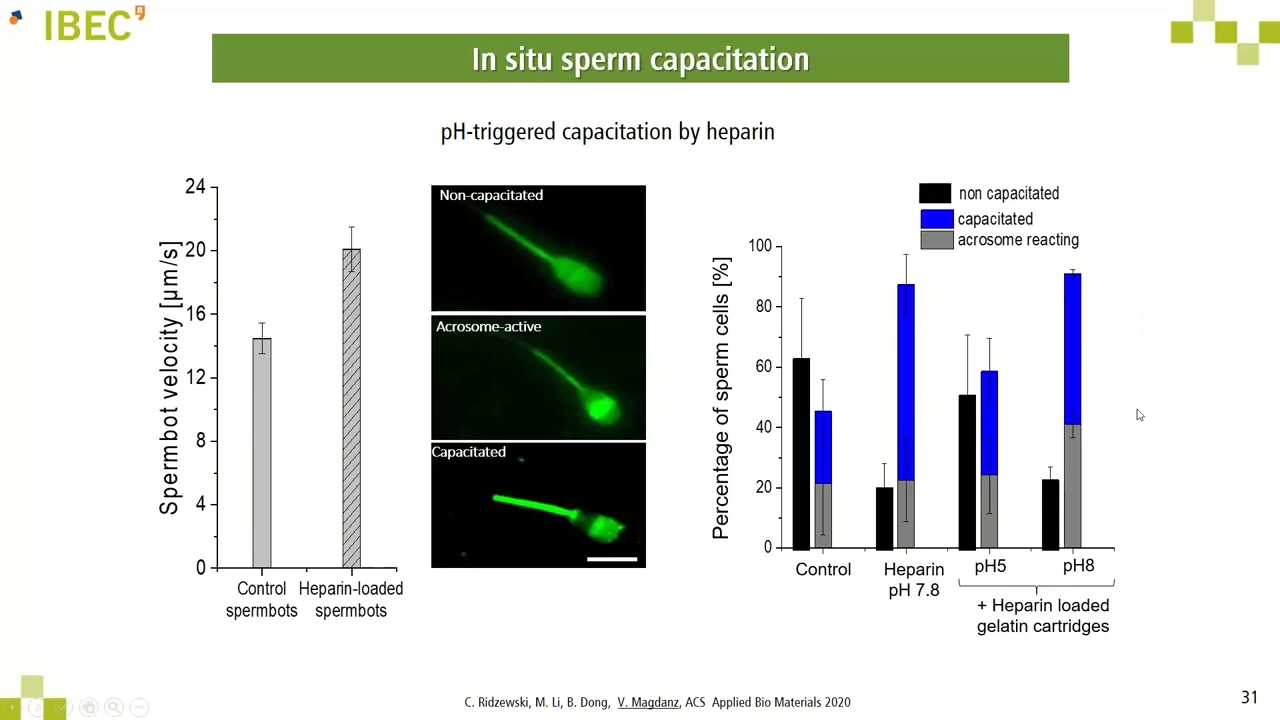 IBEC
R
In situ sperm capacitation
pH-triggered capacitation by heparin
24
20
16
12
8
4
0
Spermbot velocity [µm/s]
Control
spermbots
Heparin-loaded
spermbots
Non-capacitated
Acrosome-active
Capacitated
non capacitated
capacitated
acrosome reacting
100
80
60
40
20
0
Percentage of sperm cells [%]
Control
Heparin
pH 7.8
pH5
pH8
+ Heparin loaded
gelatin cartridges
C. Ridzewski, M. Li, B. Dong, V. Magdanz, ACS Applied Bio Materials 2020
31